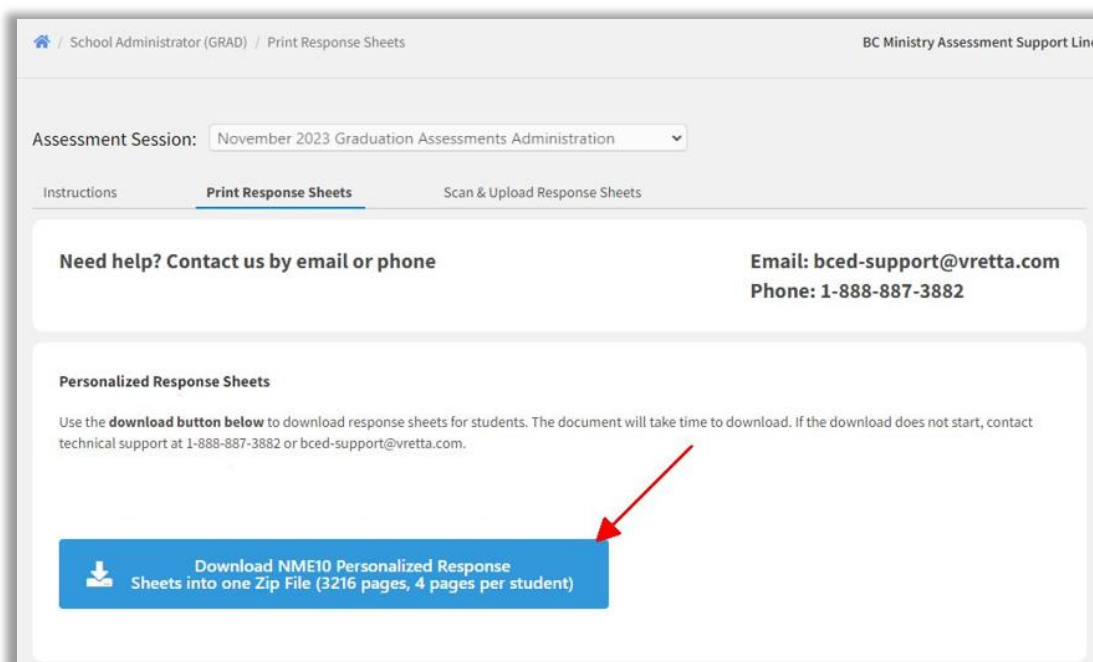 / School Administrator (GRAD) / Print Response Sheets
BC Ministry Assessment Support Line
Assessment Session: November 2023 Graduation Assessments Administration
Instructions Print Response Sheets Scan & Upload Response Sheets
Need help? Contact us by email or phone
Email: bced-support@vretta.com
Phone: 1-888-887-3882
Personalized Response Sheets
Use the download button below to download response sheets for students. The document will take time to download. If the download does not start, contact
technical support at 1-888-887-3882 or bced-support@vretta.com.
Download NME10 Personalized Response
Sheets into one Zip File (3216 pages, 4 pages per student)